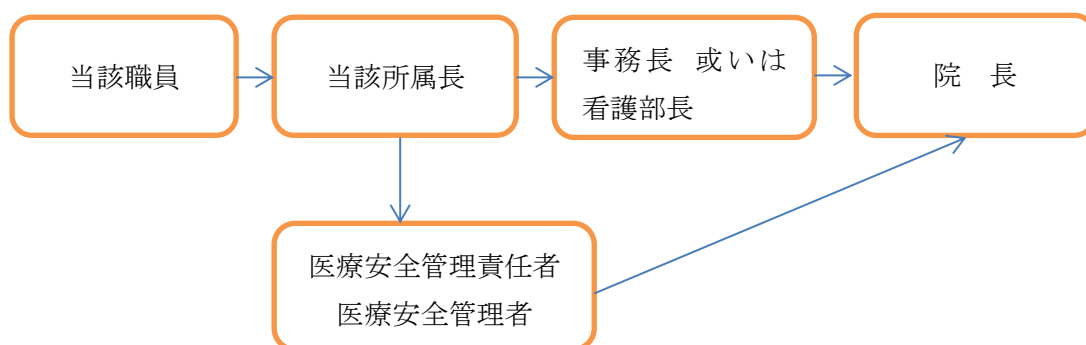 当該職員
当該所属長
事務長 或いは
看護部長
院 長
医療安全管理責任者
医療安全管理者